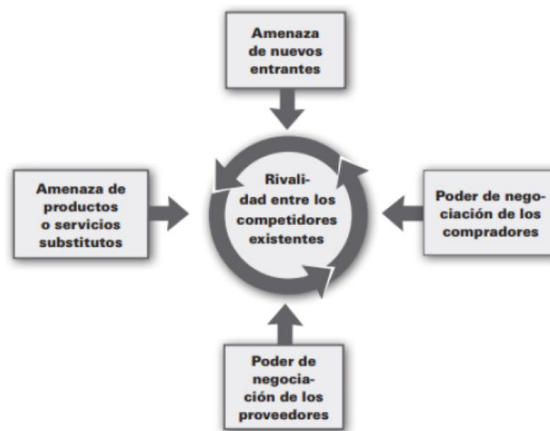 Amenaza
de nuevos
entrantes
Amenaza de
productos
o servicios
substitutos
Rivali-
dad entre los
competidores
existentes
Poder de nego-
ciación de los
compradores
Poder de
negocia-
ción de los
proveedores